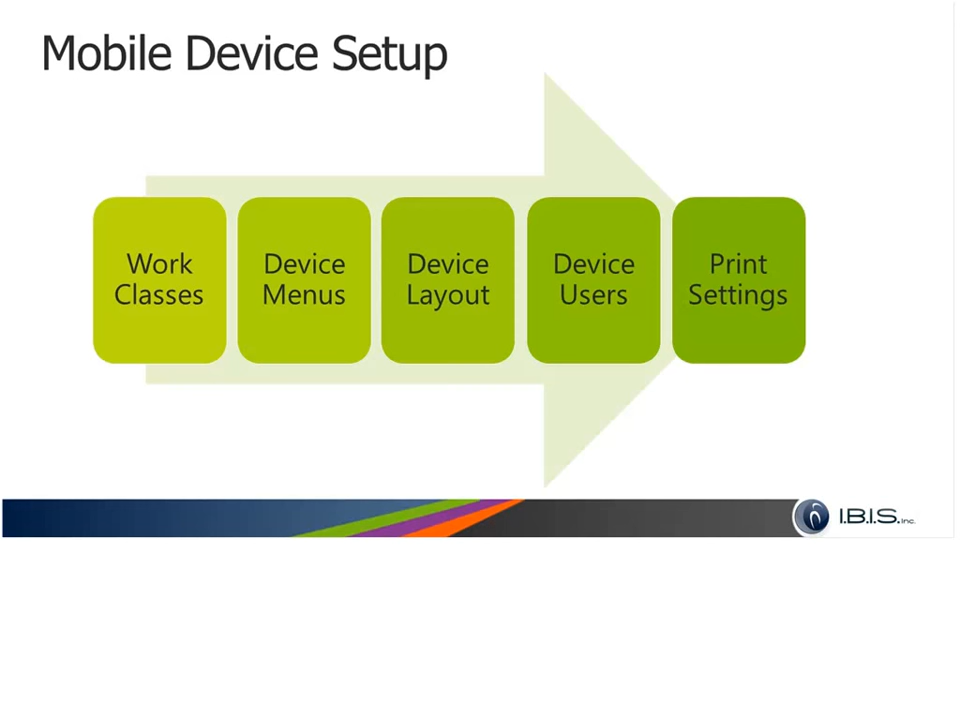 Mobile Device Setup
Work
Classes
Device
Menus
Device
Layout
Device
Users
Print
Settings
I.B.I.S. Inc.